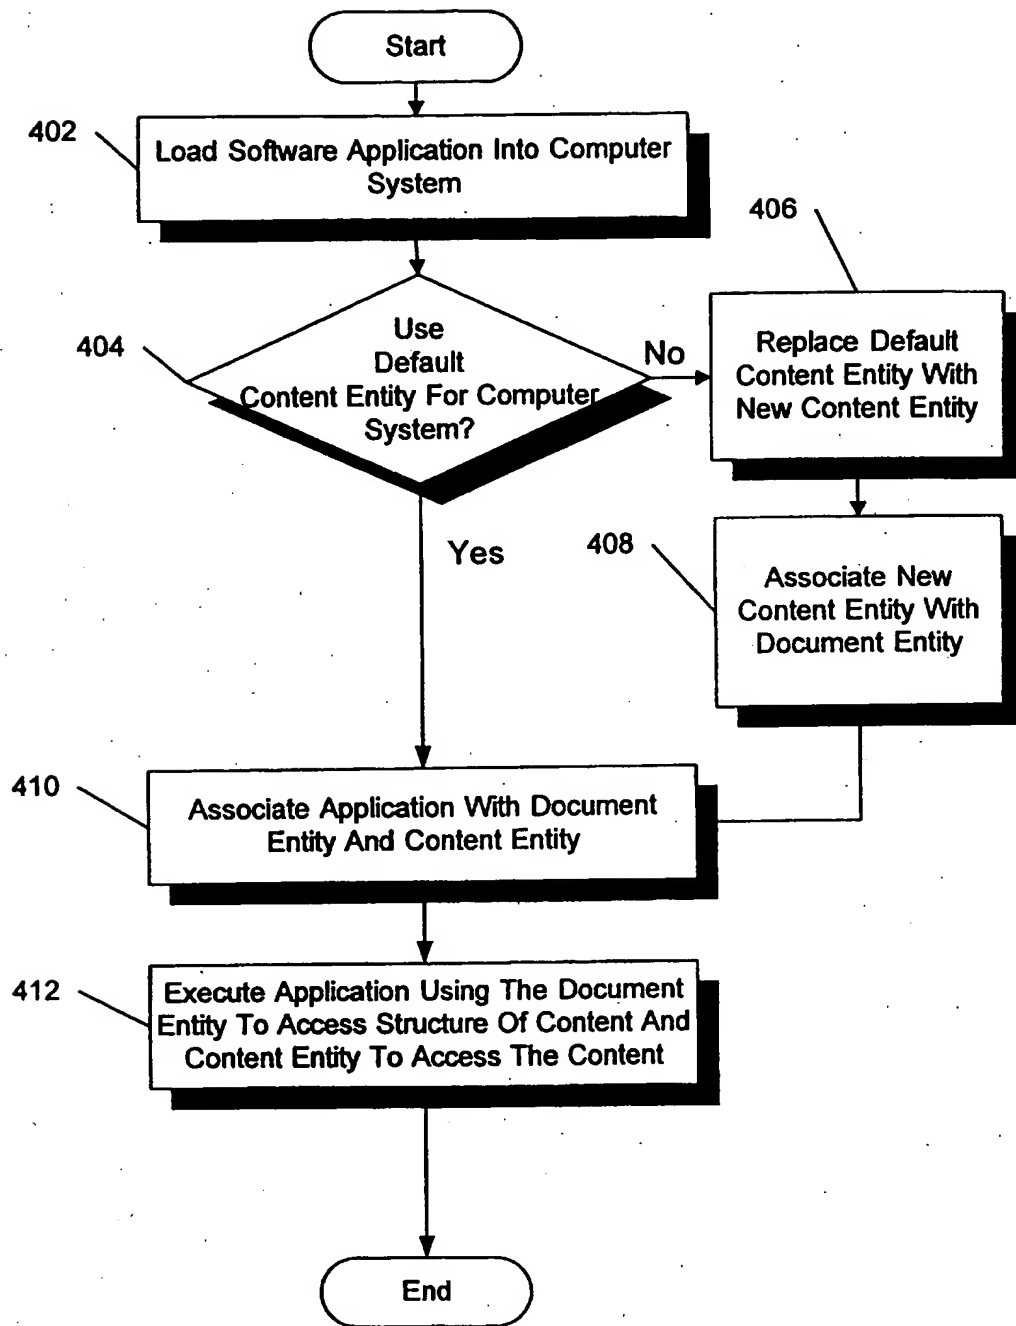 Start
402
Load Software Application Into Computer
System
406
404
Use
Default
Content Entity For Computer
System?
No
Replace Default
Content Entity With
New Content Entity
Yes
408
Associate New
Content Entity With
Document Entity
410
Associate Application With Document
Entity And Content Entity
412
Execute Application Using The Document
Entity To Access Structure Of Content And
Content Entity To Access The Content
End